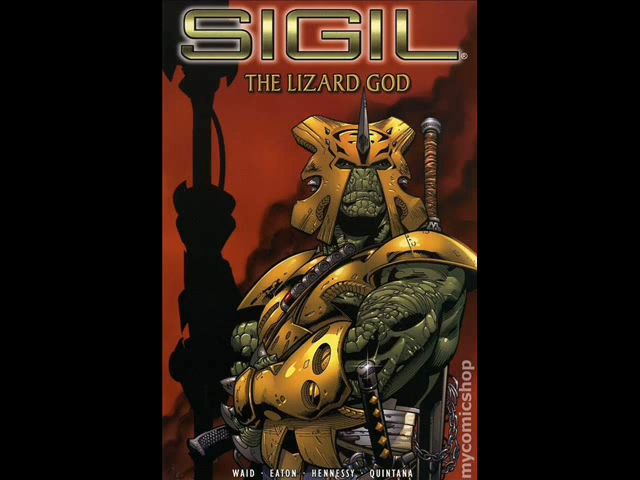 SIGIL®
THE LIZARD GOD
WAID · EATON · HENNESSY · QUINTANA
mycomicshop